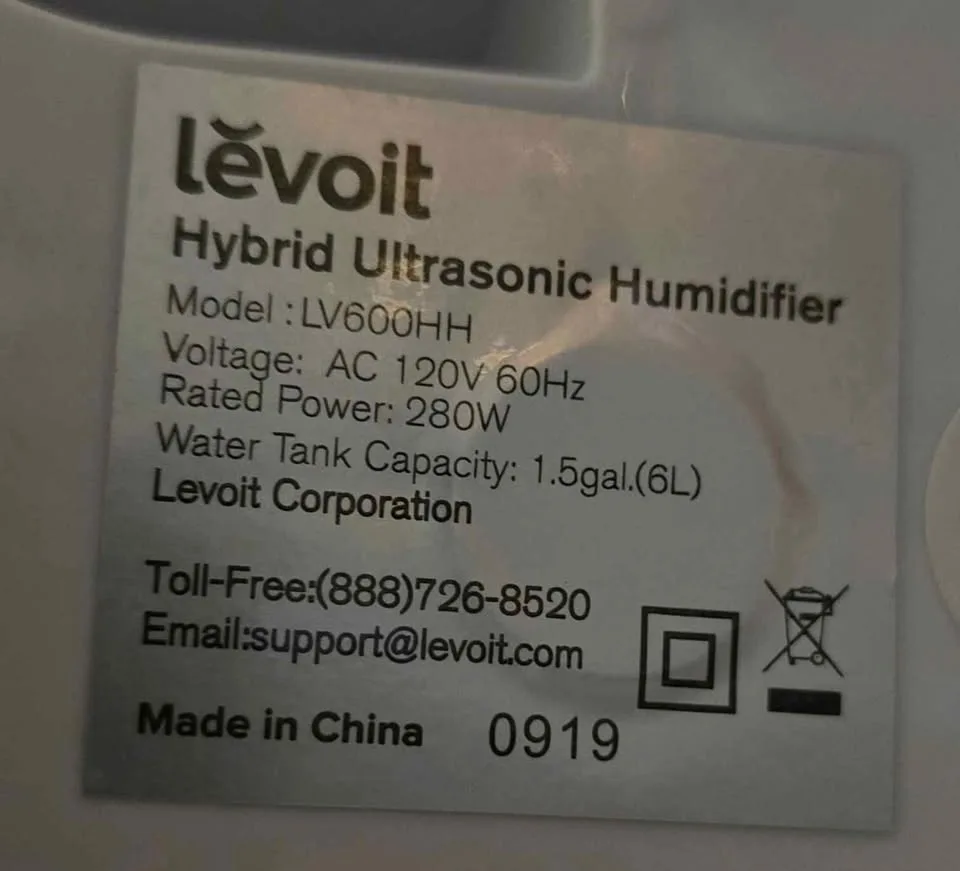 lĕvoit
Hybrid Ultrasonic Humidifier
Model : LV600HH
Voltage: AC 120V 60Hz
Rated Power: 280W
Water Tank Capacity: 1.5gal.(6L)
Levoit Corporation
Toll-Free:(888)726-8520
Email:support@levoit.com
Made in China 0919